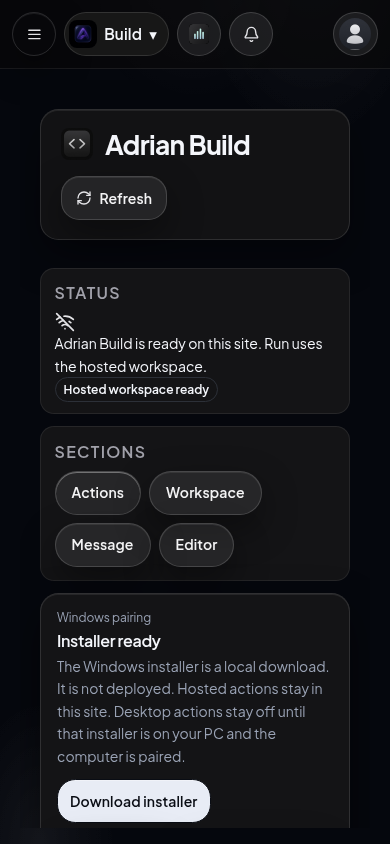 Build ▾
Adrian Build
Refresh
STATUS
Adrian Build is ready on this site. Run uses
the hosted workspace.
Hosted workspace ready
SECTIONS
Actions Workspace
Message Editor
Windows pairing
Installer ready
The Windows installer is a local download.
It is not deployed. Hosted actions stay in
this site. Desktop actions stay off until
that installer is on your PC and the
computer is paired.
Download installer